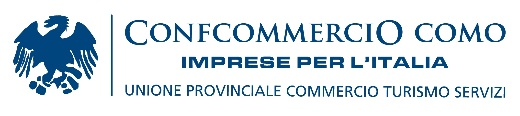 CONFCOMMERCIO COMO
IMPRESE PER L'ITALIA
UNIONE PROVINCIALE COMMERCIO TURISMO SERVIZI